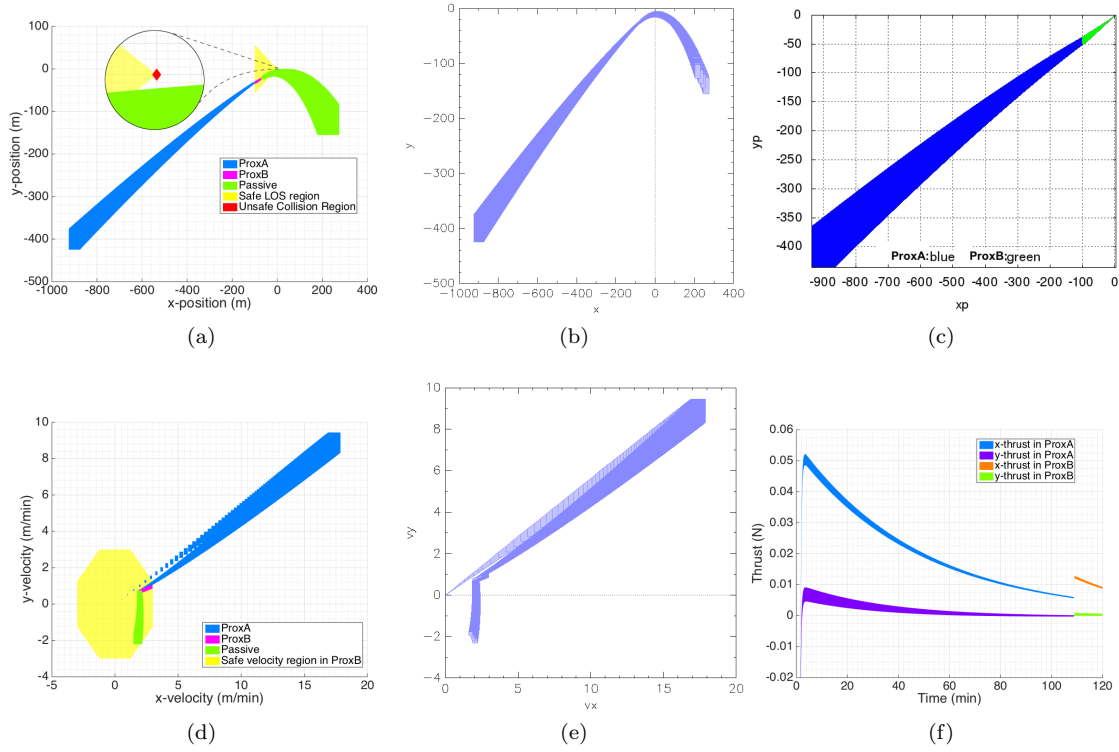 100
0
-100
-200
-300
-400
-500
y-position (m)
ProxA
ProxB
Passive
Safe LOS region
Unsafe Collision Region
-1000 -800 -600 -400 -200 0 200 400
x-position (m)
(a)
0
-100
-200
-300
-400
-500
y
-1000 -800 -600 -400 -200 0 200 400
x
(b)
0
-50
-100
-150
-200
-250
-300
-350
-400
yp
ProxA:blue ProxB:green
-900 -800 -700 -600 -500 -400 -300 -200 -100 0
xp
(c)
10
8
6
4
2
0
-2
-4
y-velocity (m/min)
ProxA
ProxB
Passive
Safe velocity region in ProxB
-5 0 5 10 15 20
x-velocity (m/min)
(d)
10
8
6
4
2
0
-2
-4
vy
0 5 10 15 20
vx
(e)
0.06
0.05
0.04
0.03
0.02
0.01
0
-0.01
-0.02
Thrust (N)
x-thrust in ProxA
y-thrust in ProxA
x-thrust in ProxB
y-thrust in ProxB
0 20 40 60 80 100 120
Time (min)
(f)